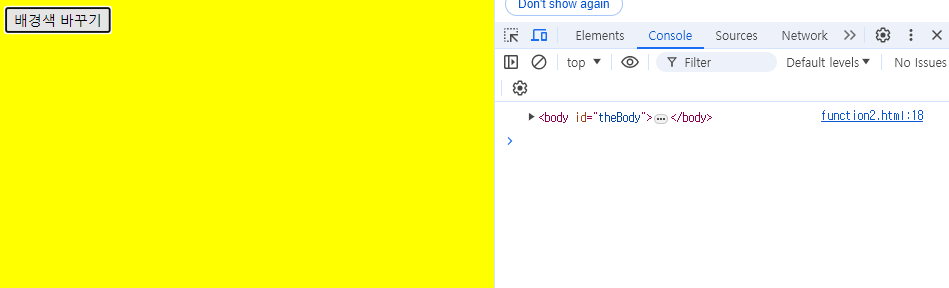 배경색 바꾸기
Don't show again
Elements Console Sources Network
top Filter Default levels No Issues
<body id="theBody">…</body> function2.html:18